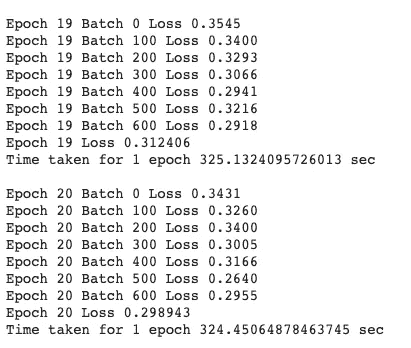 Epoch 19 Batch 0 Loss 0.3545
Epoch 19 Batch 100 Loss 0.3400
Epoch 19 Batch 200 Loss 0.3293
Epoch 19 Batch 300 Loss 0.3066
Epoch 19 Batch 400 Loss 0.2941
Epoch 19 Batch 500 Loss 0.3216
Epoch 19 Batch 600 Loss 0.2918
Epoch 19 Loss 0.312406
Time taken for 1 epoch 325.1324095726013 sec
Epoch 20 Batch 0 Loss 0.3431
Epoch 20 Batch 100 Loss 0.3260
Epoch 20 Batch 200 Loss 0.3400
Epoch 20 Batch 300 Loss 0.3005
Epoch 20 Batch 400 Loss 0.3166
Epoch 20 Batch 500 Loss 0.2640
Epoch 20 Batch 600 Loss 0.2955
Epoch 20 Loss 0.298943
Time taken for 1 epoch 324.45064878463745 sec